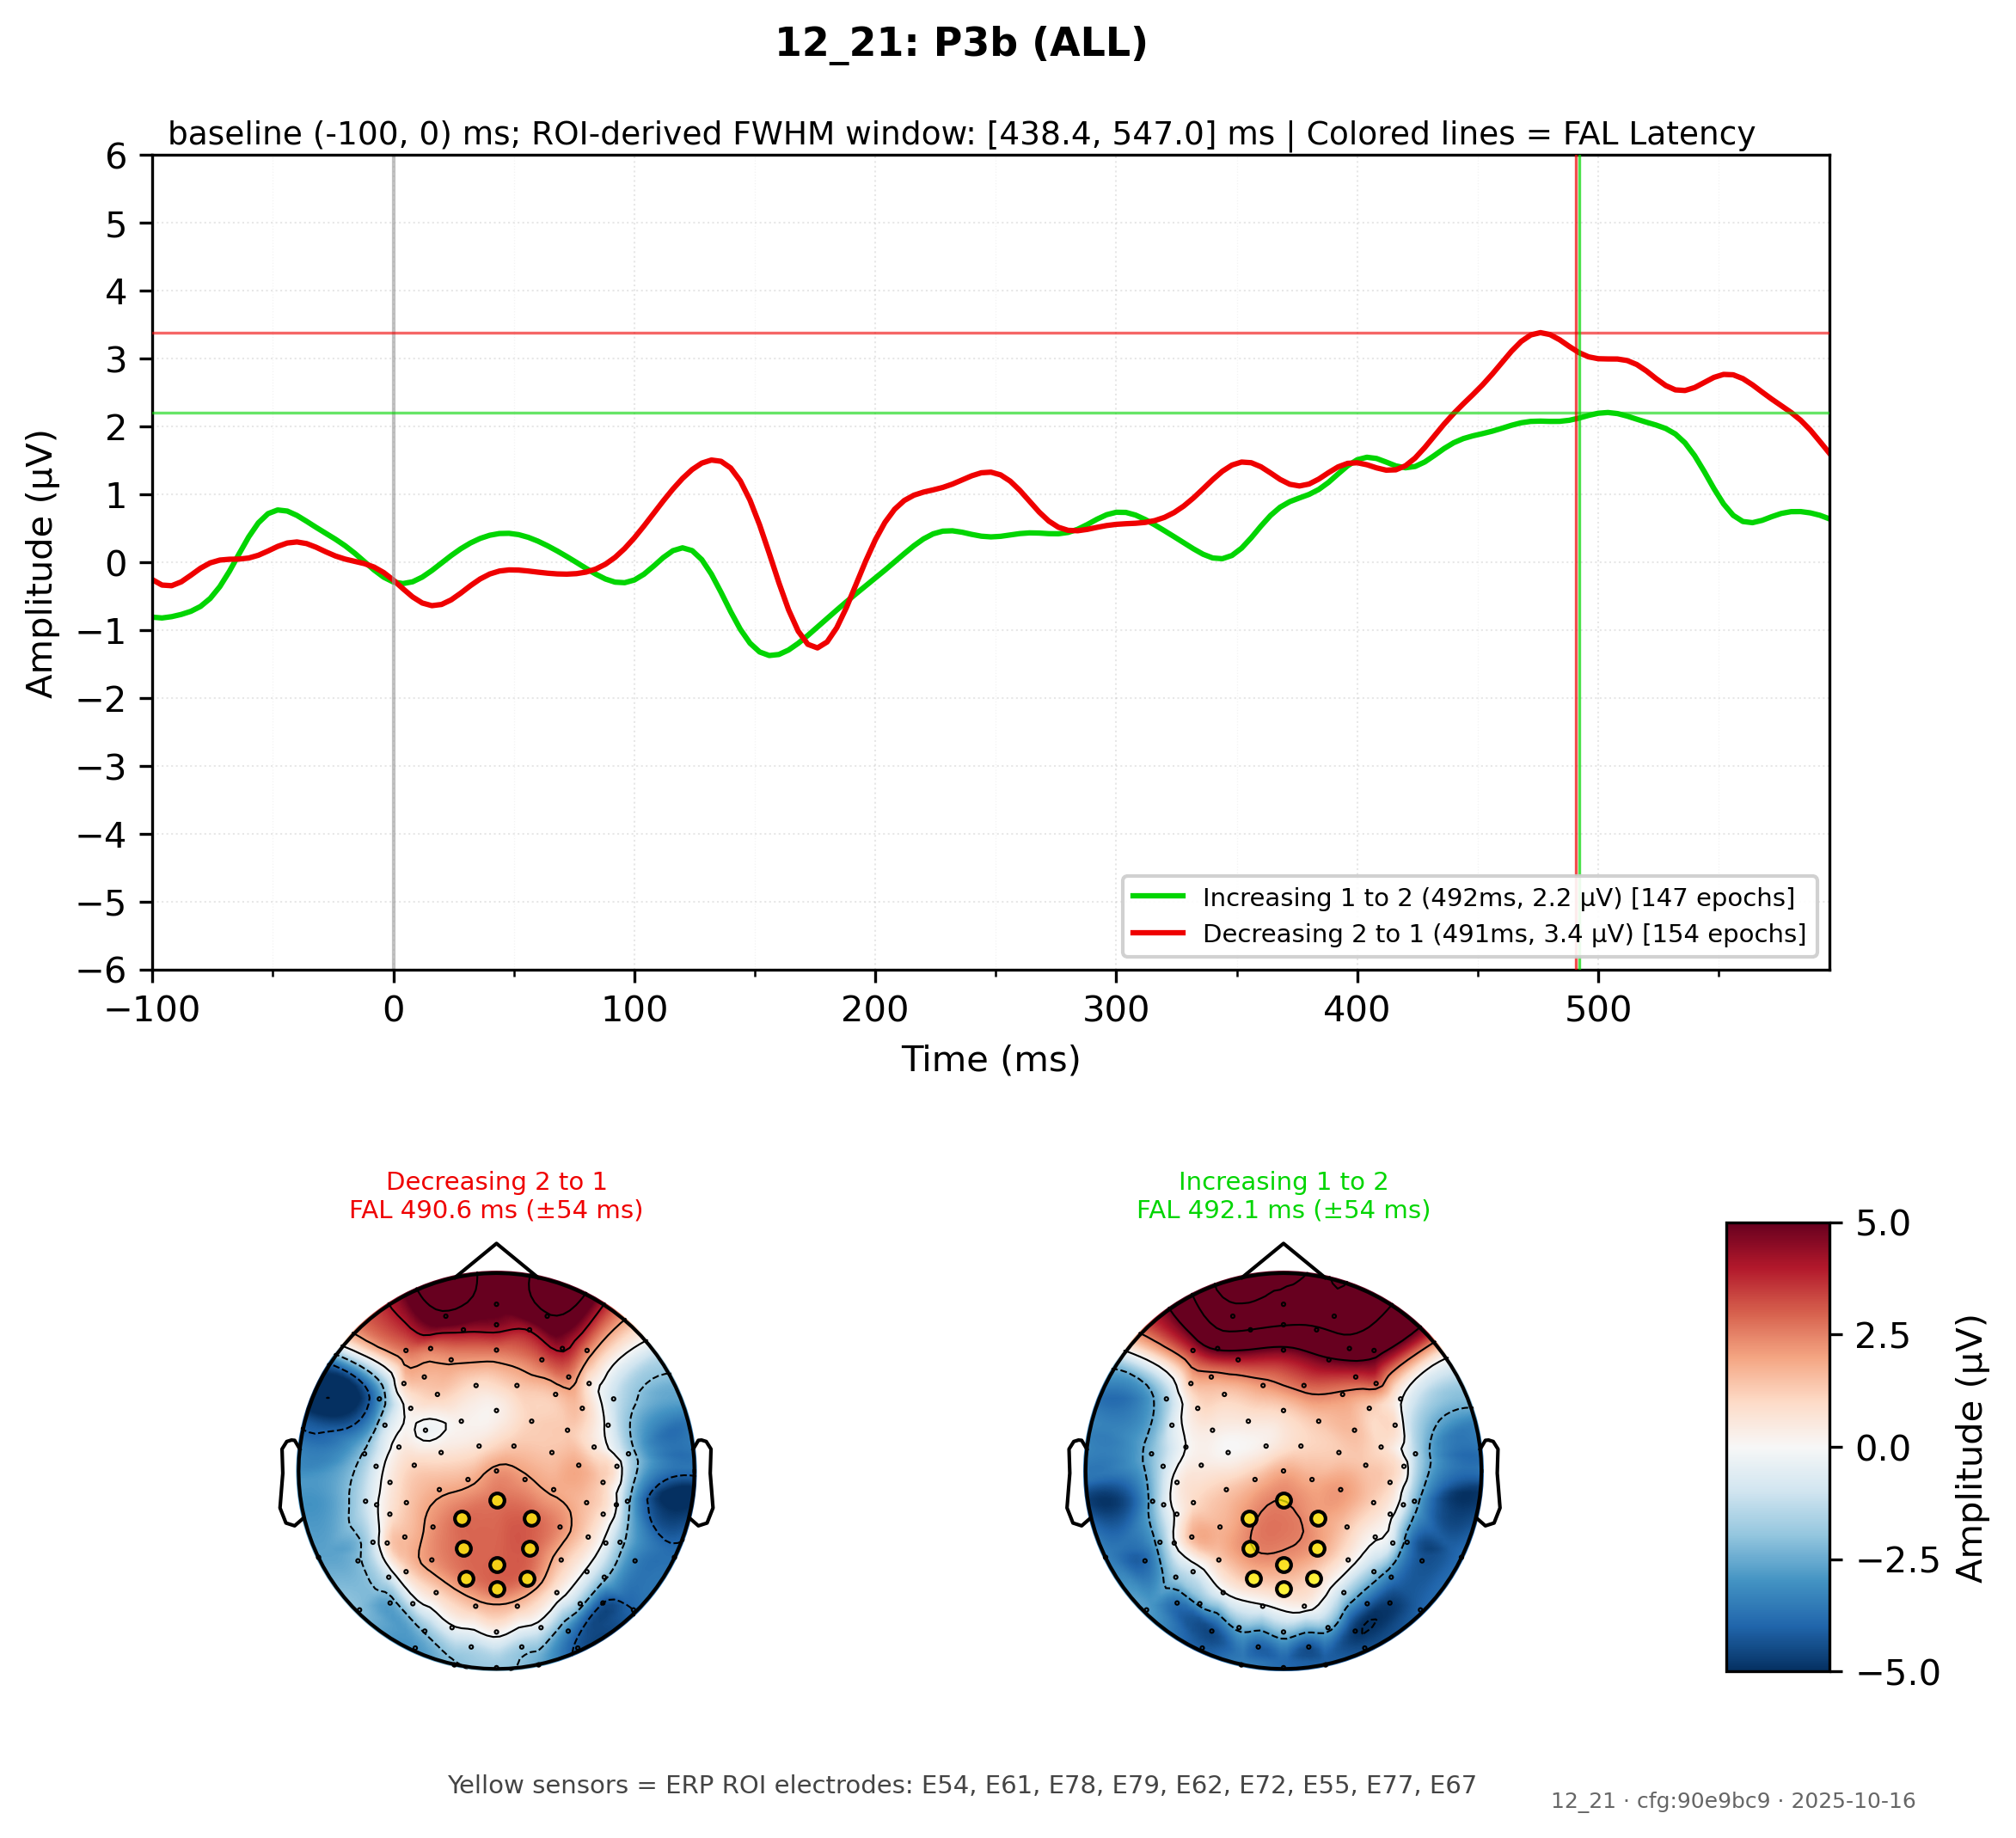 12_21: P3b (ALL)
baseline (-100, 0) ms; ROI-derived FWHM window: [438.4, 547.0] ms | Colored lines = FAL Latency
6
5
4
3
2
1
0
−1
−2
−3
−4
−5
−6
Amplitude (µV)
Increasing 1 to 2 (492ms, 2.2 µV) [147 epochs]
Decreasing 2 to 1 (491ms, 3.4 µV) [154 epochs]
−100 0 100 200 300 400 500
Time (ms)
Decreasing 2 to 1
FAL 490.6 ms (±54 ms)
Increasing 1 to 2
FAL 492.1 ms (±54 ms)
5.0
2.5
0.0
−2.5
−5.0
Amplitude (µV)
Yellow sensors = ERP ROI electrodes: E54, E61, E78, E79, E62, E72, E55, E77, E67
12_21 · cfg:90e9bc9 · 2025-10-16